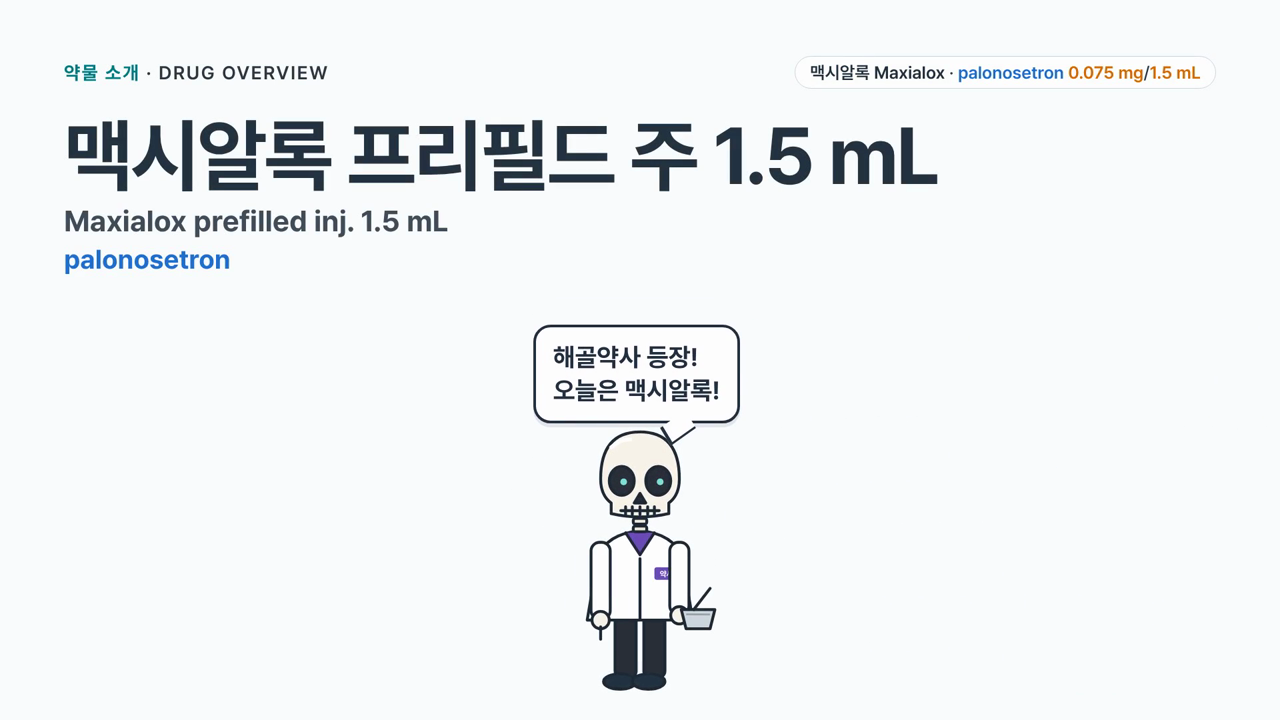 약물 소개 · DRUG OVERVIEW
맥시알록 Maxialox · palonosetron 0.075 mg/1.5 mL
맥시알록 프리필드 주 1.5 mL
Maxialox prefilled inj. 1.5 mL
palonosetron
해골약사 등장!
오늘은 맥시알록!